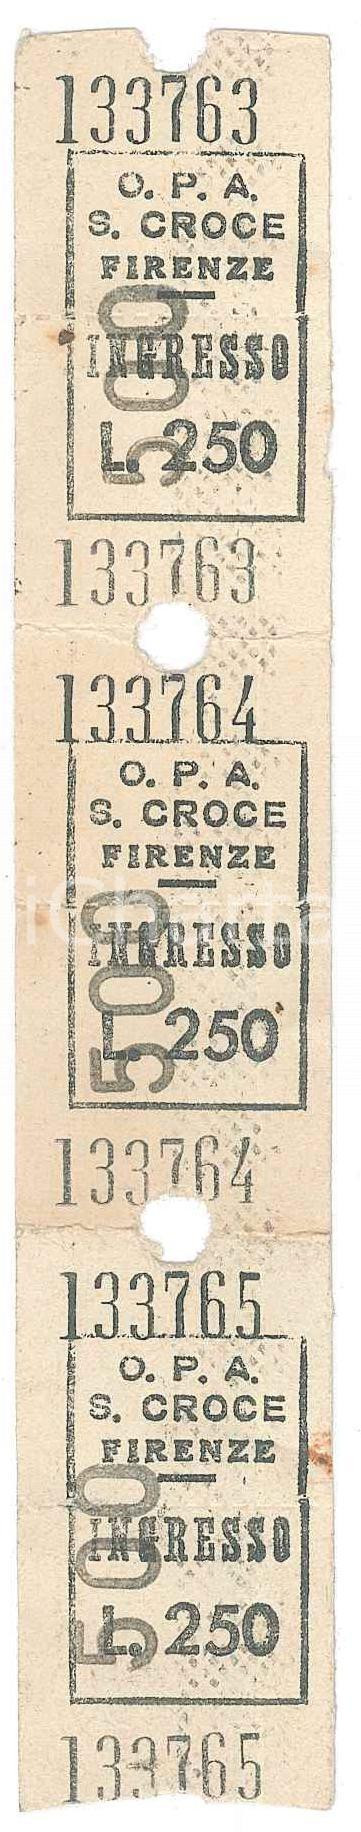 133763
O. P. A.
S. CROCE
FIRENZE
INGRESSO
500
L. 250
133763
133764
O. P. A.
S. CROCE
FIRENZE
iCharta
INGRESSO
500
L. 250
133764
133765
O. P. A.
S. CROCE
FIRENZE
INGRESSO
500
L. 250
133765